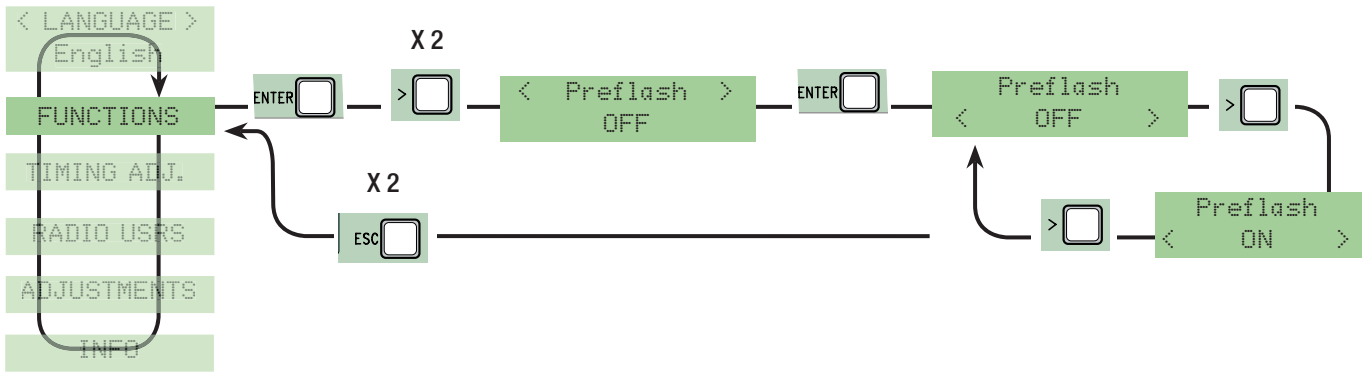 < LANGUAGE >
English
FUNCTIONS
TIMING ADJ.
RADIO USRS
ADJUSTMENTS
INFO
ENTER
X 2
>
< Preflash >
OFF
ENTER
Preflash
< OFF >
>
Preflash
< ON >
>
X 2
ESC